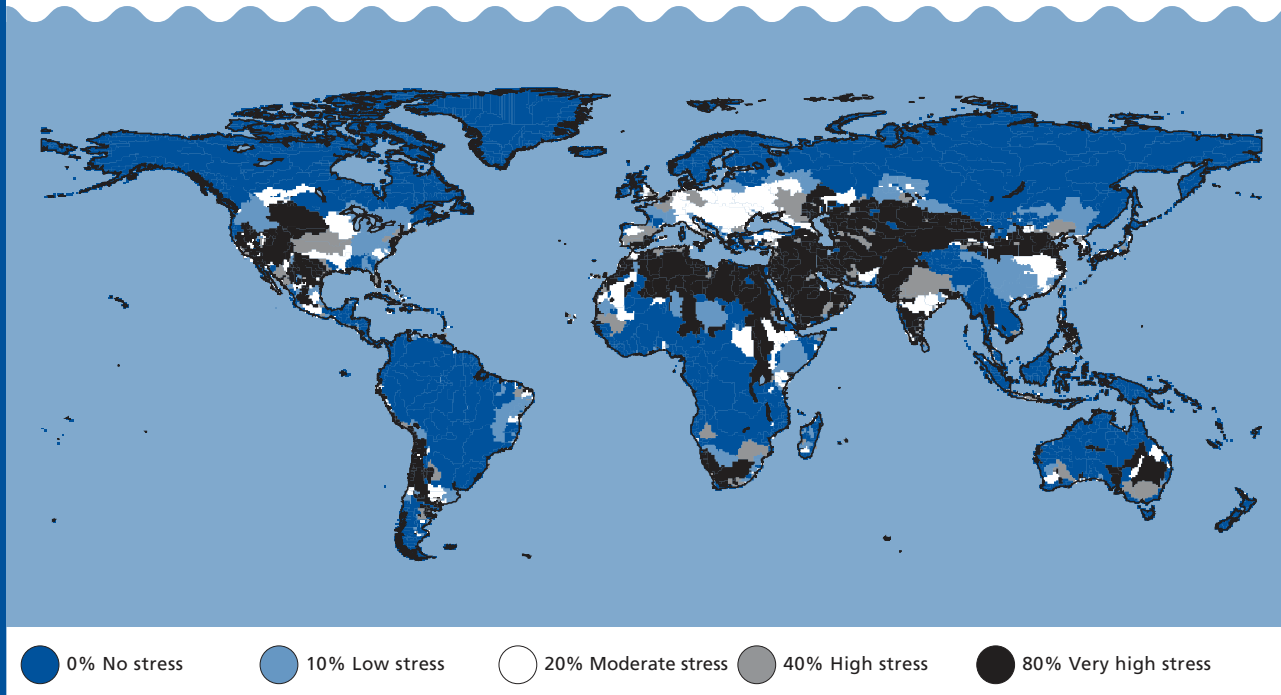 0% No stress
10% Low stress
20% Moderate stress
40% High stress
80% Very high stress